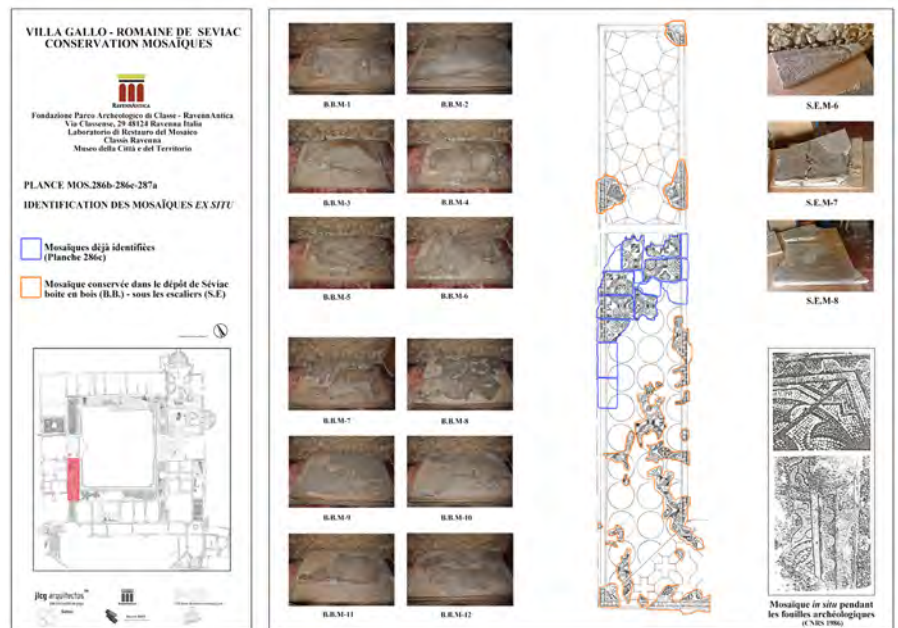 VILLA GALLO - ROMAINE DE SEVIAC
CONSERVATION MOSAÏQUES
RAVENNANTICA
Fondazione Parco Archeologico di Classe - RavennAntica
Via Classense, 29 48124 Ravenna Italia
Laboratorio di Restauro del Mosaico
Classis Ravenna
Museo della Città e del Territorio
PLANCE MOS.286b-286c-287a
IDENTIFICATION DES MOSAÏQUES EX SITU
Mosaïques déjà identifiées
(Planche 286c)
Mosaïque conservée dans le dépôt de Séviac
boite en bois (B.B.) - sous les escaliers (S.E)
jlcg arquitectos
B.B.M-1
B.B.M-2
B.B.M-3
B.B.M-4
B.B.M-5
B.B.M-6
B.B.M-7
B.B.M-8
B.B.M-9
B.B.M-10
B.B.M-11
B.B.M-12
S.E.M-6
S.E.M-7
S.E.M-8
Mosaïque in situ pendant
les fouilles archéologiques
(CNRS 1986)